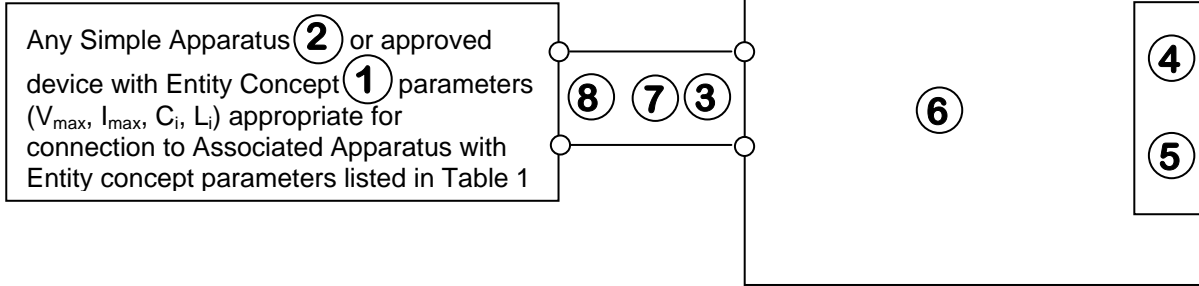 Any Simple Apparatus 2 or approved
device with Entity Concept 1 parameters
(Vmax, Imax, Ci, Li) appropriate for
connection to Associated Apparatus with
Entity concept parameters listed in Table 1
8 7 3
6
4
5